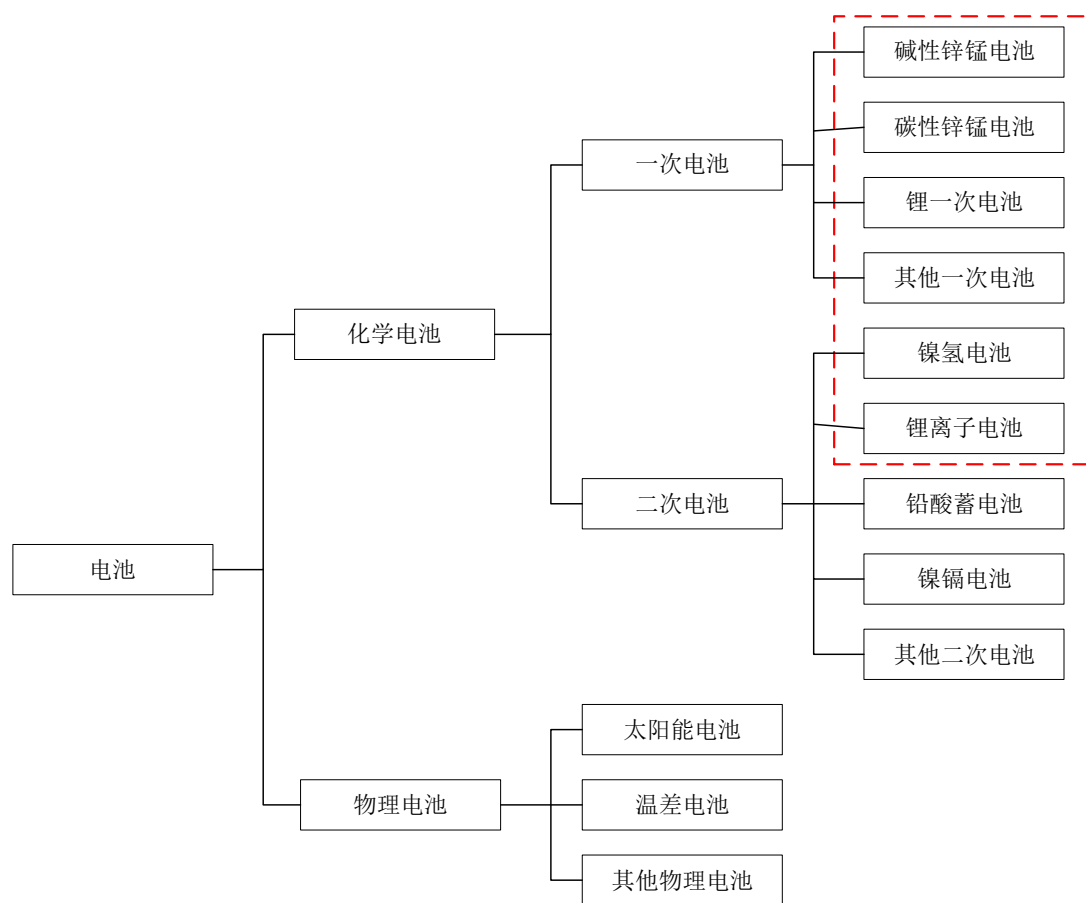 碱性锌锰电池
碳性锌锰电池
一次电池
锂一次电池
其他一次电池
化学电池
镍氢电池
锂离子电池
二次电池
铅酸蓄电池
电池
镍镉电池
其他二次电池
太阳能电池
物理电池
温差电池
其他物理电池